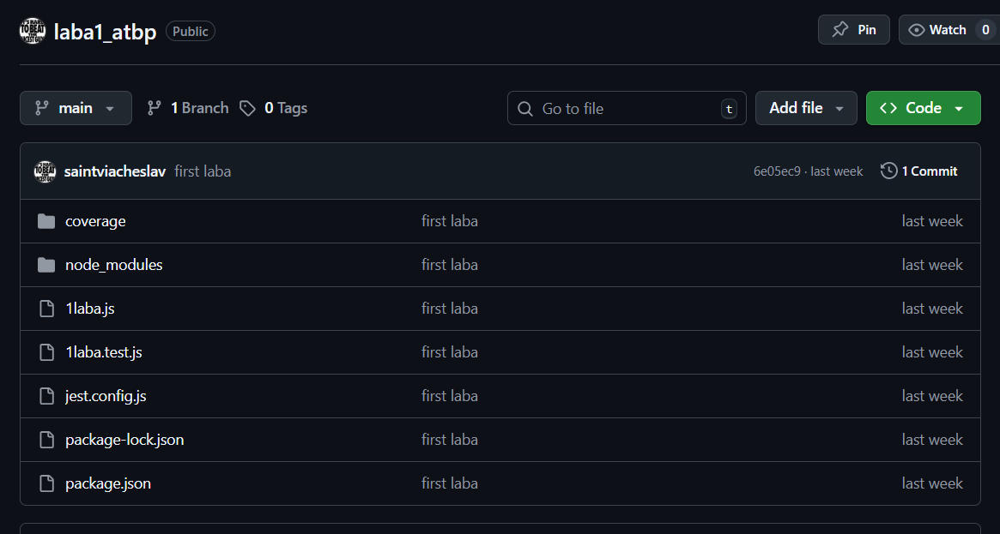 laba1_atbp Public Pin Watch 0
main 1 Branch 0 Tags Go to file t Add file Code
saintviacheslav first laba 6e05ec9 · last week 1 Commit
coverage first laba last week
node_modules first laba last week
1laba.js first laba last week
1laba.test.js first laba last week
jest.config.js first laba last week
package-lock.json first laba last week
package.json first laba last week